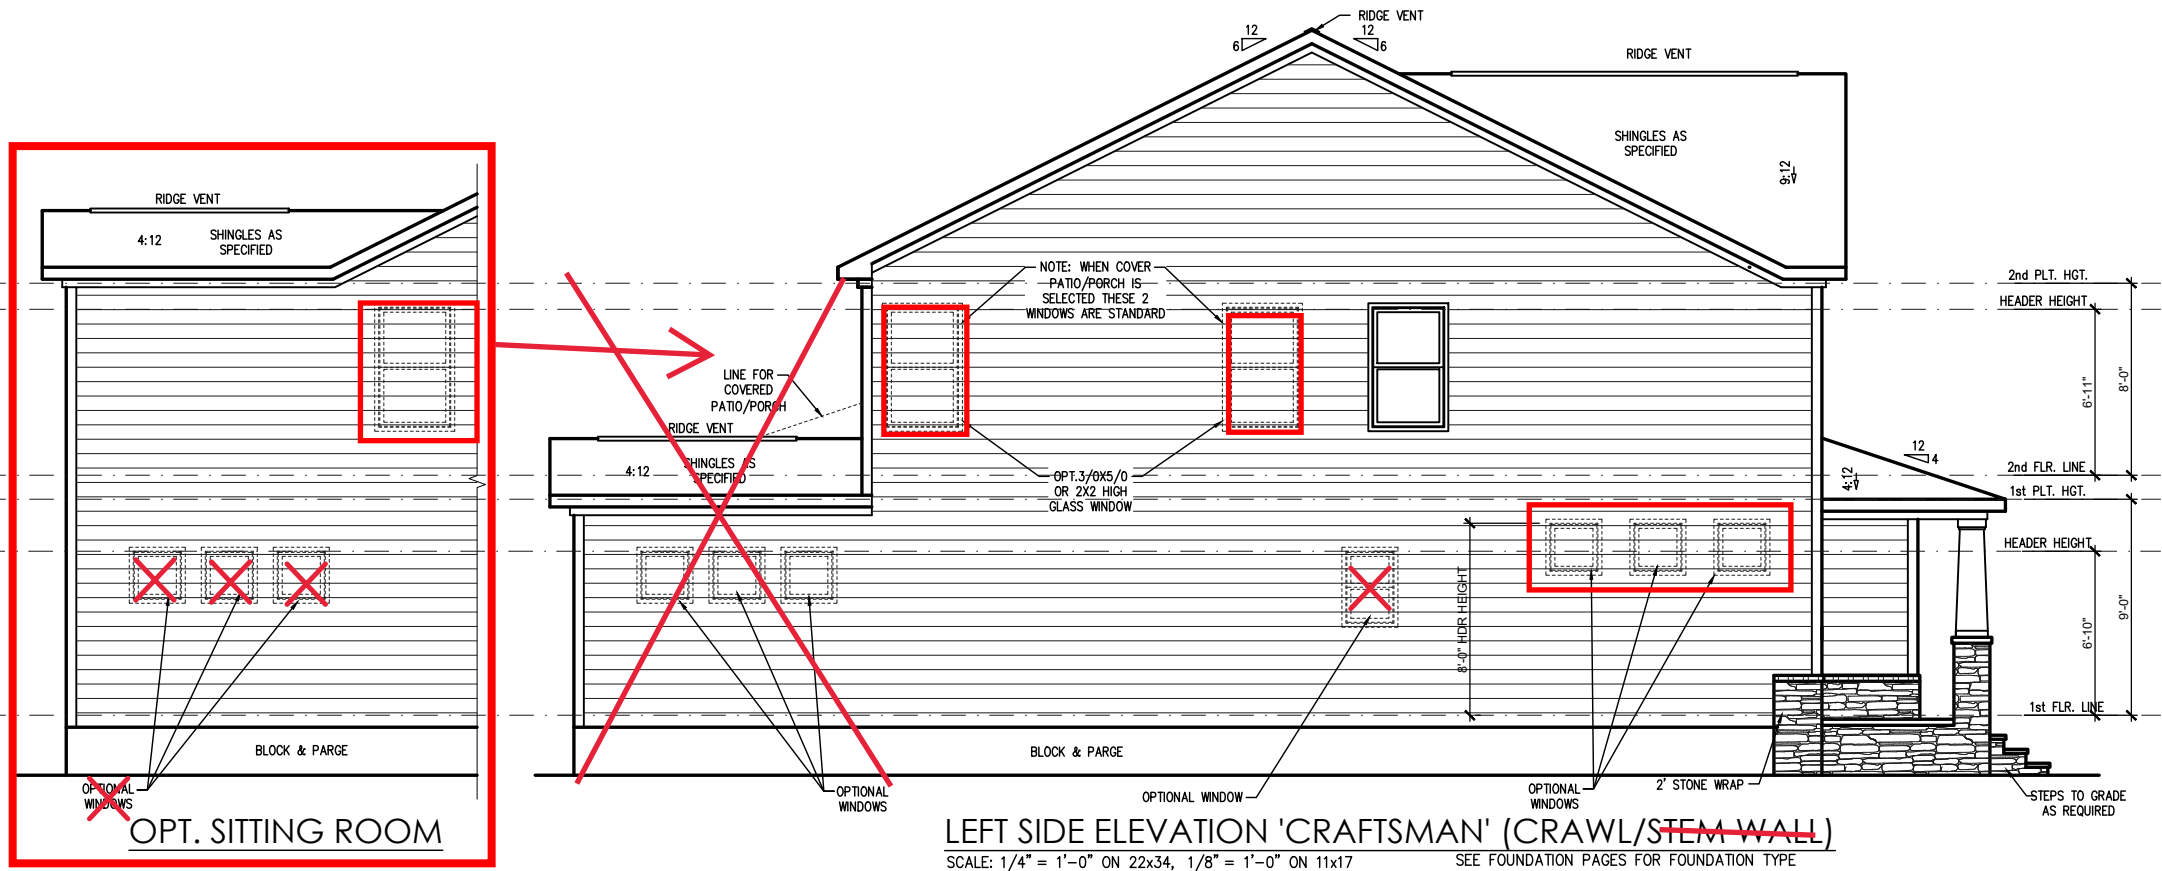 RIDGE VENT
12
6
12
6
RIDGE VENT
SHINGLES AS
SPECIFIED
9:12
RIDGE VENT
4:12
SHINGLES AS
SPECIFIED
NOTE: WHEN COVER
PATIO/PORCH IS
SELECTED THESE 2
WINDOWS ARE STANDARD
2nd PLT. HGT.
HEADER HEIGHT
6'-11"
8'-0"
LINE FOR
COVERED
PATIO/PORCH
RIDGE VENT
4:12
SHINGLES AS
SPECIFIED
OPT.3/0X5/0
OR 2X2 HIGH
GLASS WINDOW
12
4
4:12
2nd FLR. LINE
1st PLT. HGT.
HEADER HEIGHT
8'-0" HDR HEIGHT
6'-10"
9'-0"
1st FLR. LINE
BLOCK & PARGE
BLOCK & PARGE
OPTIONAL
WINDOWS
OPTIONAL
WINDOWS
OPTIONAL WINDOW
OPTIONAL
WINDOWS
2' STONE WRAP
STEPS TO GRADE
AS REQUIRED
OPT. SITTING ROOM
LEFT SIDE ELEVATION 'CRAFTSMAN' (CRAWL/STEM WALL)
SCALE: 1/4" = 1'-0" ON 22x34, 1/8" = 1'-0" ON 11x17
SEE FOUNDATION PAGES FOR FOUNDATION TYPE